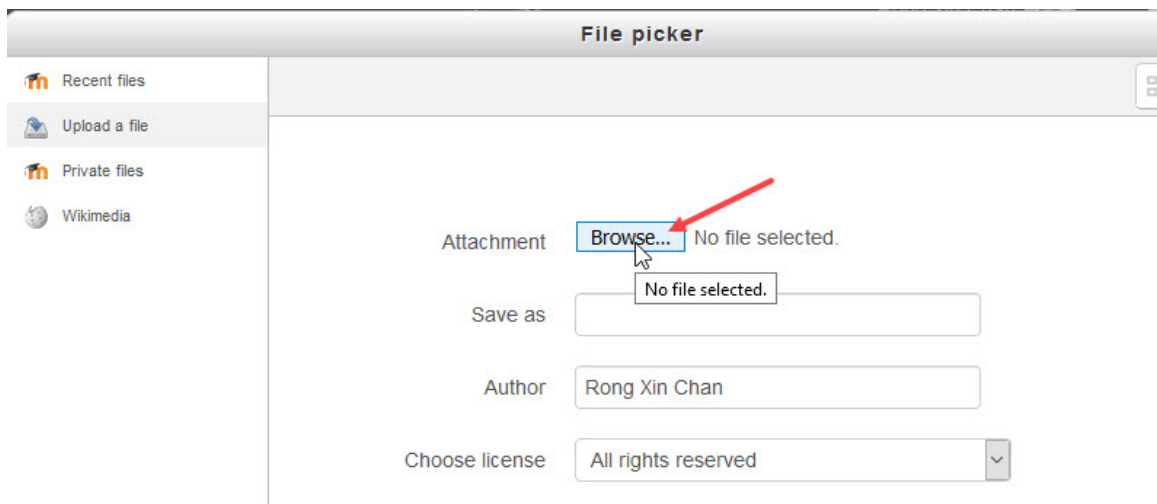 File picker
Recent files
Upload a file
Private files
Wikimedia
Attachment Browse... No file selected.
No file selected.
Save as
Author Rong Xin Chan
Choose license All rights reserved